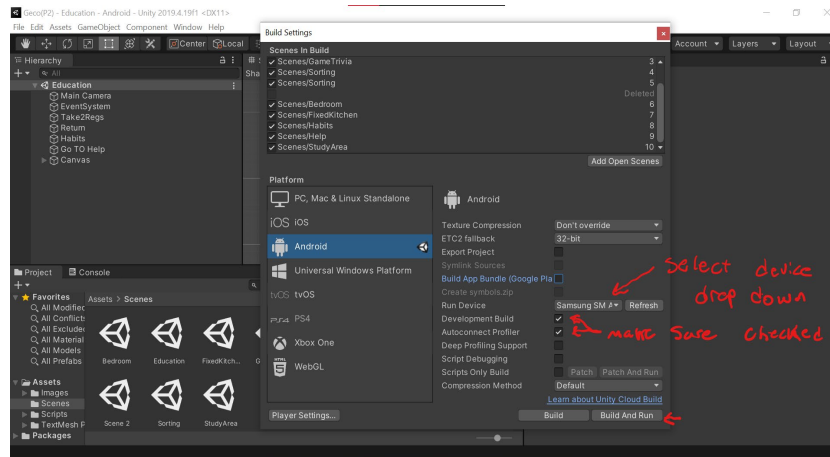 Geco(P2) - Education - Android - Unity 2019.4.19f1 <DX11>
File Edit Assets GameObject Component Window Help
Center Local
Account Layers Layout
Hierarchy
All
Education
Main Camera
EventSystem
Take2Regs
Return
Habits
Go TO Help
Canvas
Build Settings
Scenes In Build
Scenes/GameTrivia 3
Scenes/Sorting 4
Scenes/Sorting 5
Deleted
Scenes/Bedroom 6
Scenes/FixedKitchen 7
Scenes/Habits 8
Scenes/Help 9
Scenes/StudyArea 10
Add Open Scenes
Platform
PC, Mac & Linux Standalone
iOS iOS
Android
Universal Windows Platform
tvOS tvOS
PS4 PS4
Xbox One
HTML 5 WebGL
Android
Texture Compression Don't override
ETC2 fallback 32-bit
Export Project
Symlink Sources
Build App Bundle (Google Pla
Create symbols.zip
Run Device Samsung SM A Refresh
Development Build
Autoconnect Profiler
Deep Profiling Support
Script Debugging
Scripts Only Build Patch Patch And Run
Compression Method Default
Learn about Unity Cloud Build
Player Settings... Build Build And Run
Select device
drop down
make sure checked
Project Console
Favorites
All Modified
All Conflicts
All Excluded
All Material
All Models
All Prefabs
Assets
Images
Scenes
Scripts
TextMesh P
Packages
Assets > Scenes
Bedroom Education FixedKitch... G
Scene 2 Sorting StudyArea